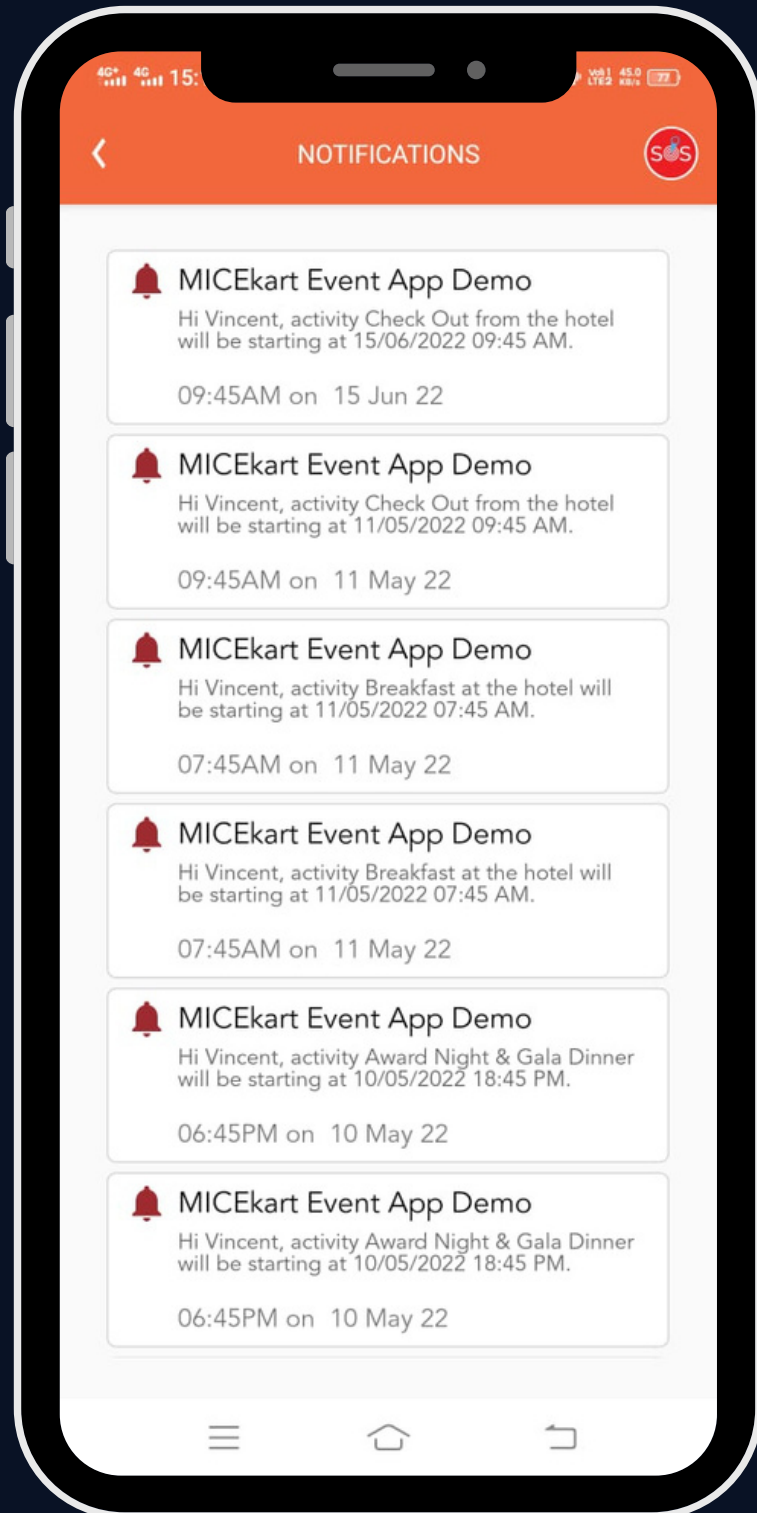 4G+ 4G 15:
VoLTE2 45.0 KB/s 77
NOTIFICATIONS
SOS
MICEkart Event App Demo
Hi Vincent, activity Check Out from the hotel
will be starting at 15/06/2022 09:45 AM.
09:45AM on 15 Jun 22
MICEkart Event App Demo
Hi Vincent, activity Check Out from the hotel
will be starting at 11/05/2022 09:45 AM.
09:45AM on 11 May 22
MICEkart Event App Demo
Hi Vincent, activity Breakfast at the hotel will
be starting at 11/05/2022 07:45 AM.
07:45AM on 11 May 22
MICEkart Event App Demo
Hi Vincent, activity Breakfast at the hotel will
be starting at 11/05/2022 07:45 AM.
07:45AM on 11 May 22
MICEkart Event App Demo
Hi Vincent, activity Award Night & Gala Dinner
will be starting at 10/05/2022 18:45 PM.
06:45PM on 10 May 22
MICEkart Event App Demo
Hi Vincent, activity Award Night & Gala Dinner
will be starting at 10/05/2022 18:45 PM.
06:45PM on 10 May 22